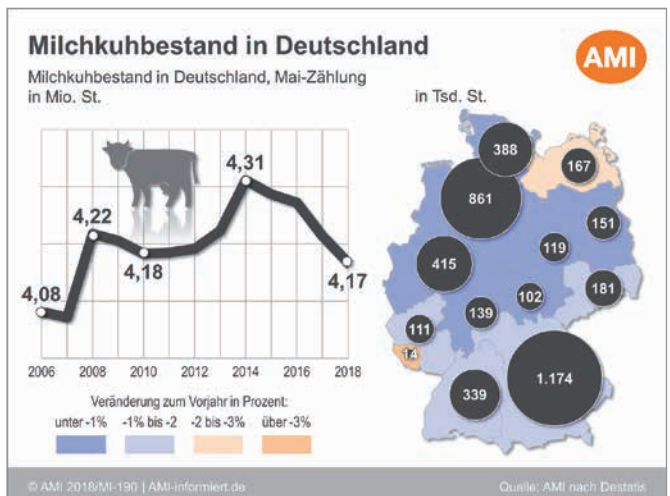 Milchkuhbestand in Deutschland
AMI
Milchkuhbestand in Deutschland, Mai-Zählung
in Mio. St.
in Tsd. St.
4,31
4,22
4,18
4,17
4,08
2006 2008 2010 2012 2014 2016 2018
388
167
861
151
119
415
181
102
139
111
14
1.174
339
Veränderung zum Vorjahr in Prozent:
unter -1% -1% bis -2 -2 bis -3% über -3%
© AMI 2018/MI-190 | AMI-informiert.de
Quelle: AMI nach Destatis